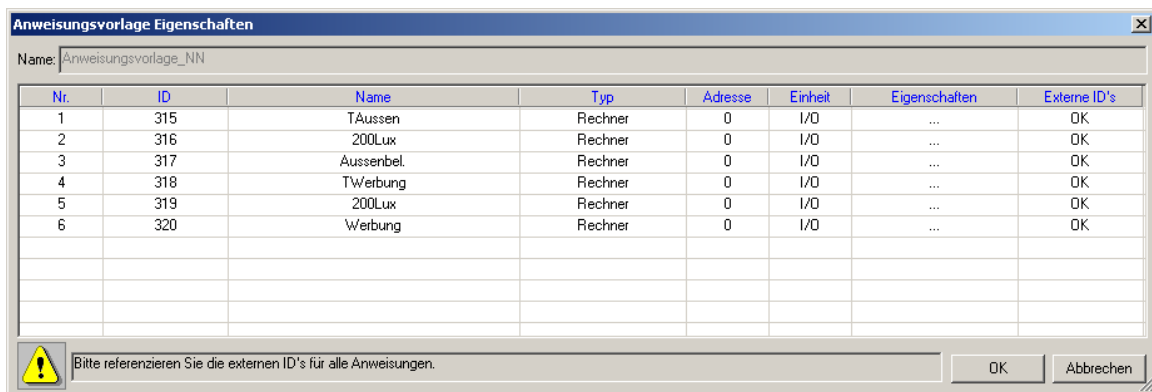 Anweisungsvorlage Eigenschaften
Name: Anweisungsvorlage_NN
Nr. ID Name Typ Adresse Einheit Eigenschaften Externe ID's
1 315 TAussen Rechner 0 I/O ... OK
2 316 200Lux Rechner 0 I/O ... OK
3 317 Aussenbel. Rechner 0 I/O ... OK
4 318 TWerbung Rechner 0 I/O ... OK
5 319 200Lux Rechner 0 I/O ... OK
6 320 Werbung Rechner 0 I/O ... OK
Bitte referenzieren Sie die externen ID's für alle Anweisungen. OK Abbrechen